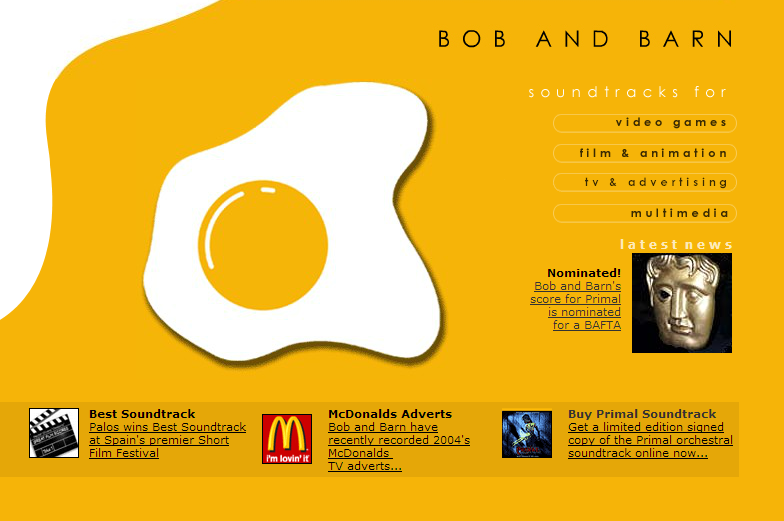 BOB AND BARN
soundtracks for
video games
film & animation
tv & advertising
multimedia
latest news
Nominated!
Bob and Barn's
score for Primal
is nominated
for a BAFTA
Best Soundtrack
Palos wins Best Soundtrack
at Spain's premier Short
Film Festival
i'm lovin' it
McDonalds Adverts
Bob and Barn have
recently recorded 2004's
McDonalds
TV adverts...
Buy Primal Soundtrack
Get a limited edition signed
copy of the Primal orchestral
soundtrack online now...